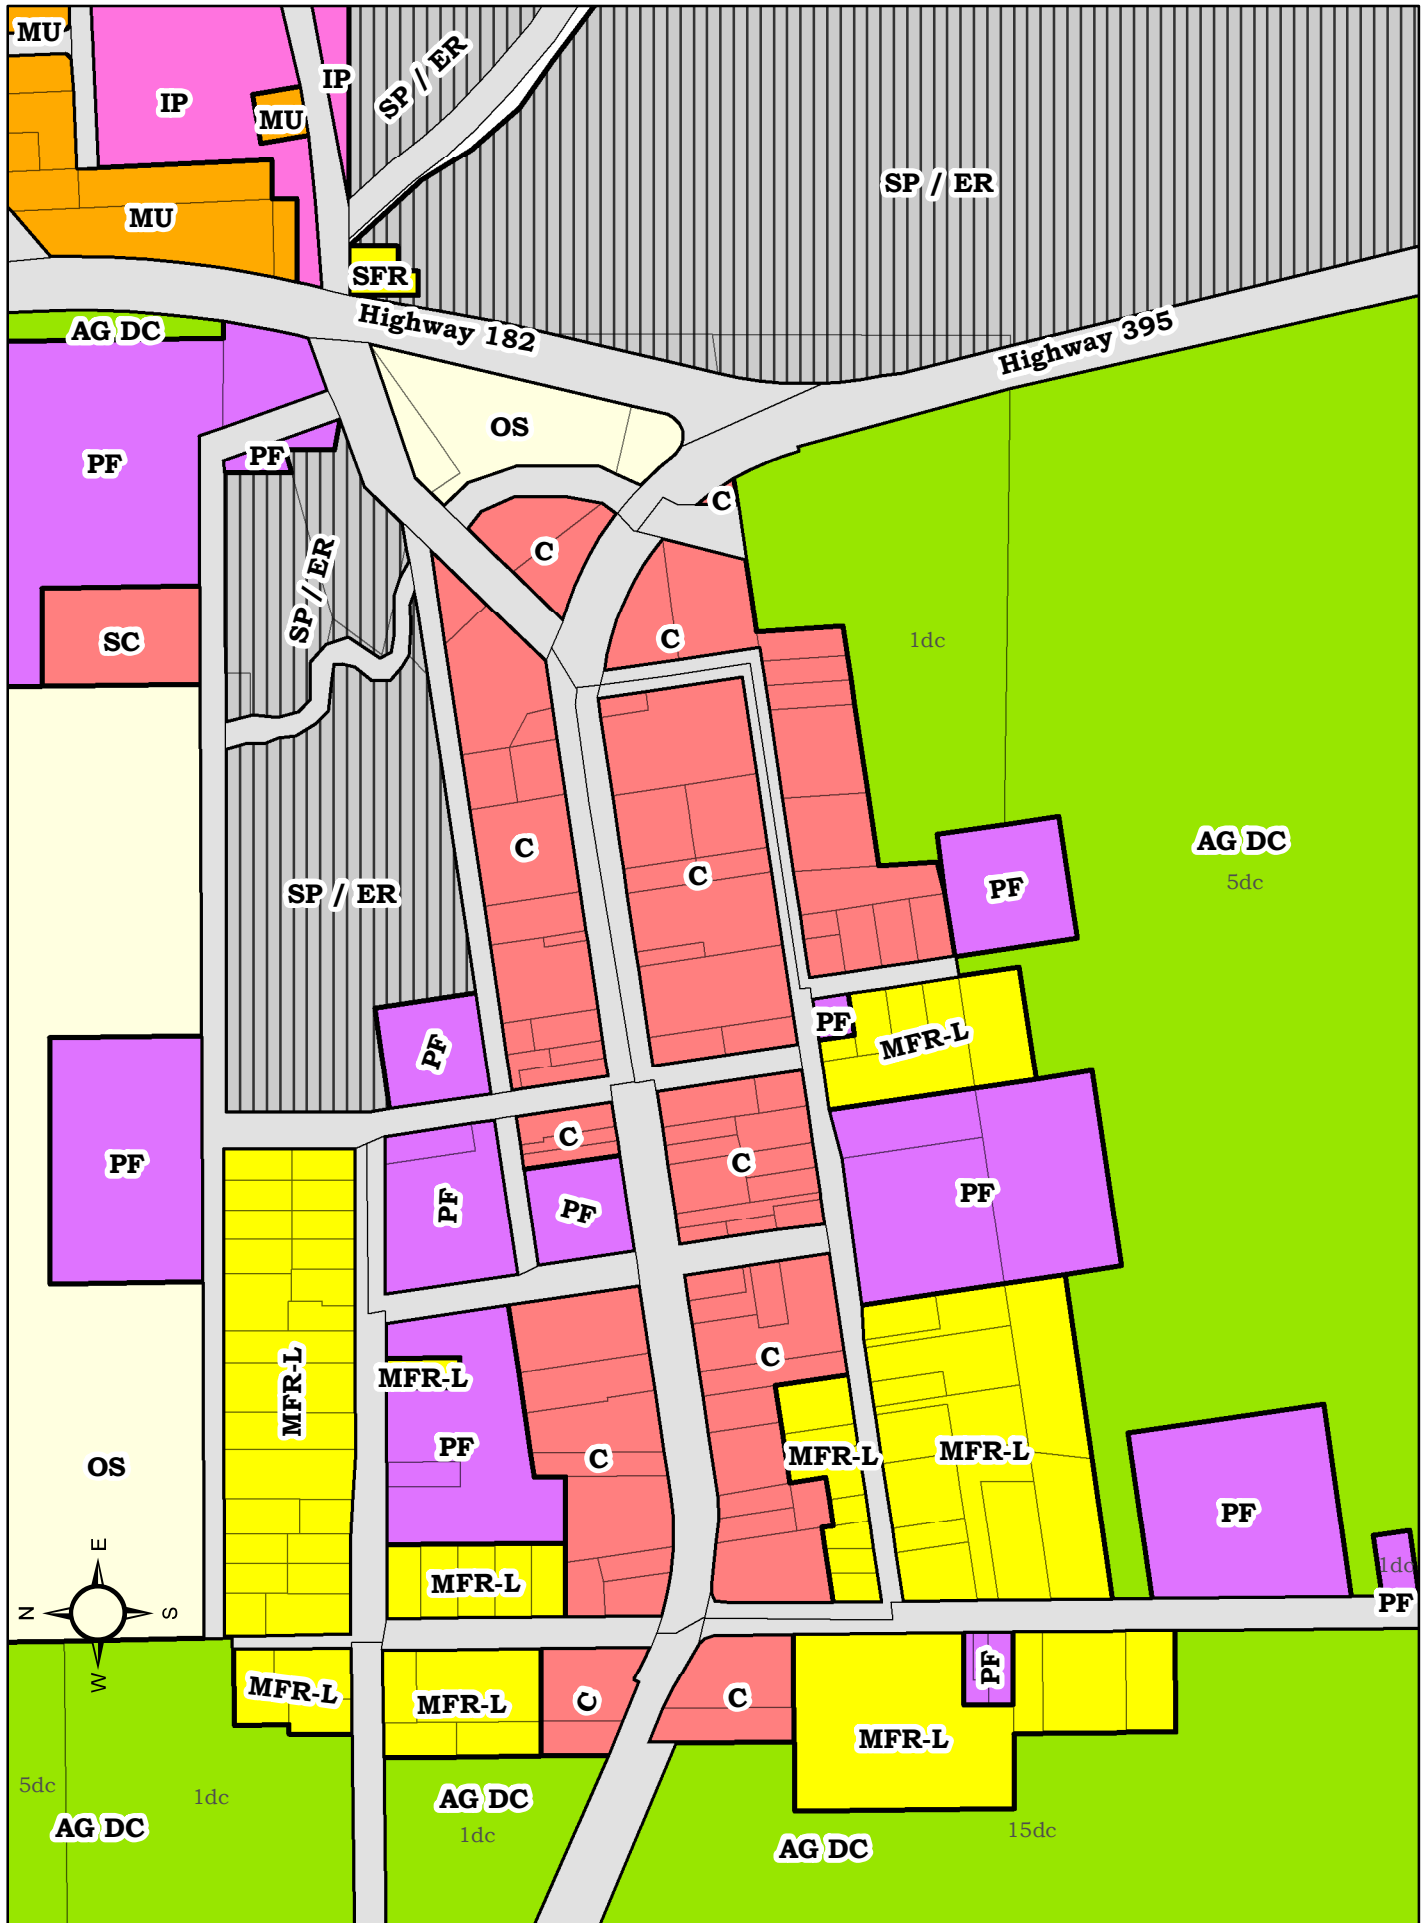 MU
IP
SP / ER
IP
MU
SP / ER
MU
SFR
Highway 182
AG DC
Highway 395
OS
PF
PF
C
C
SP / ER
SC
C
1dc
AG DC
C
C
5dc
PF
SP / ER
PF
MFR-L
PF
C
C
PF
PF
PF
PF
C
MFR-L
MFR-L
PF
C
MFR-L
MFR-L
OS
PF
E
1dc
MFR-L
PF
N
S
W
PF
MFR-L
MFR-L
C
C
MFR-L
5dc
1dc
AG DC
AG DC
1dc
15dc
AG DC